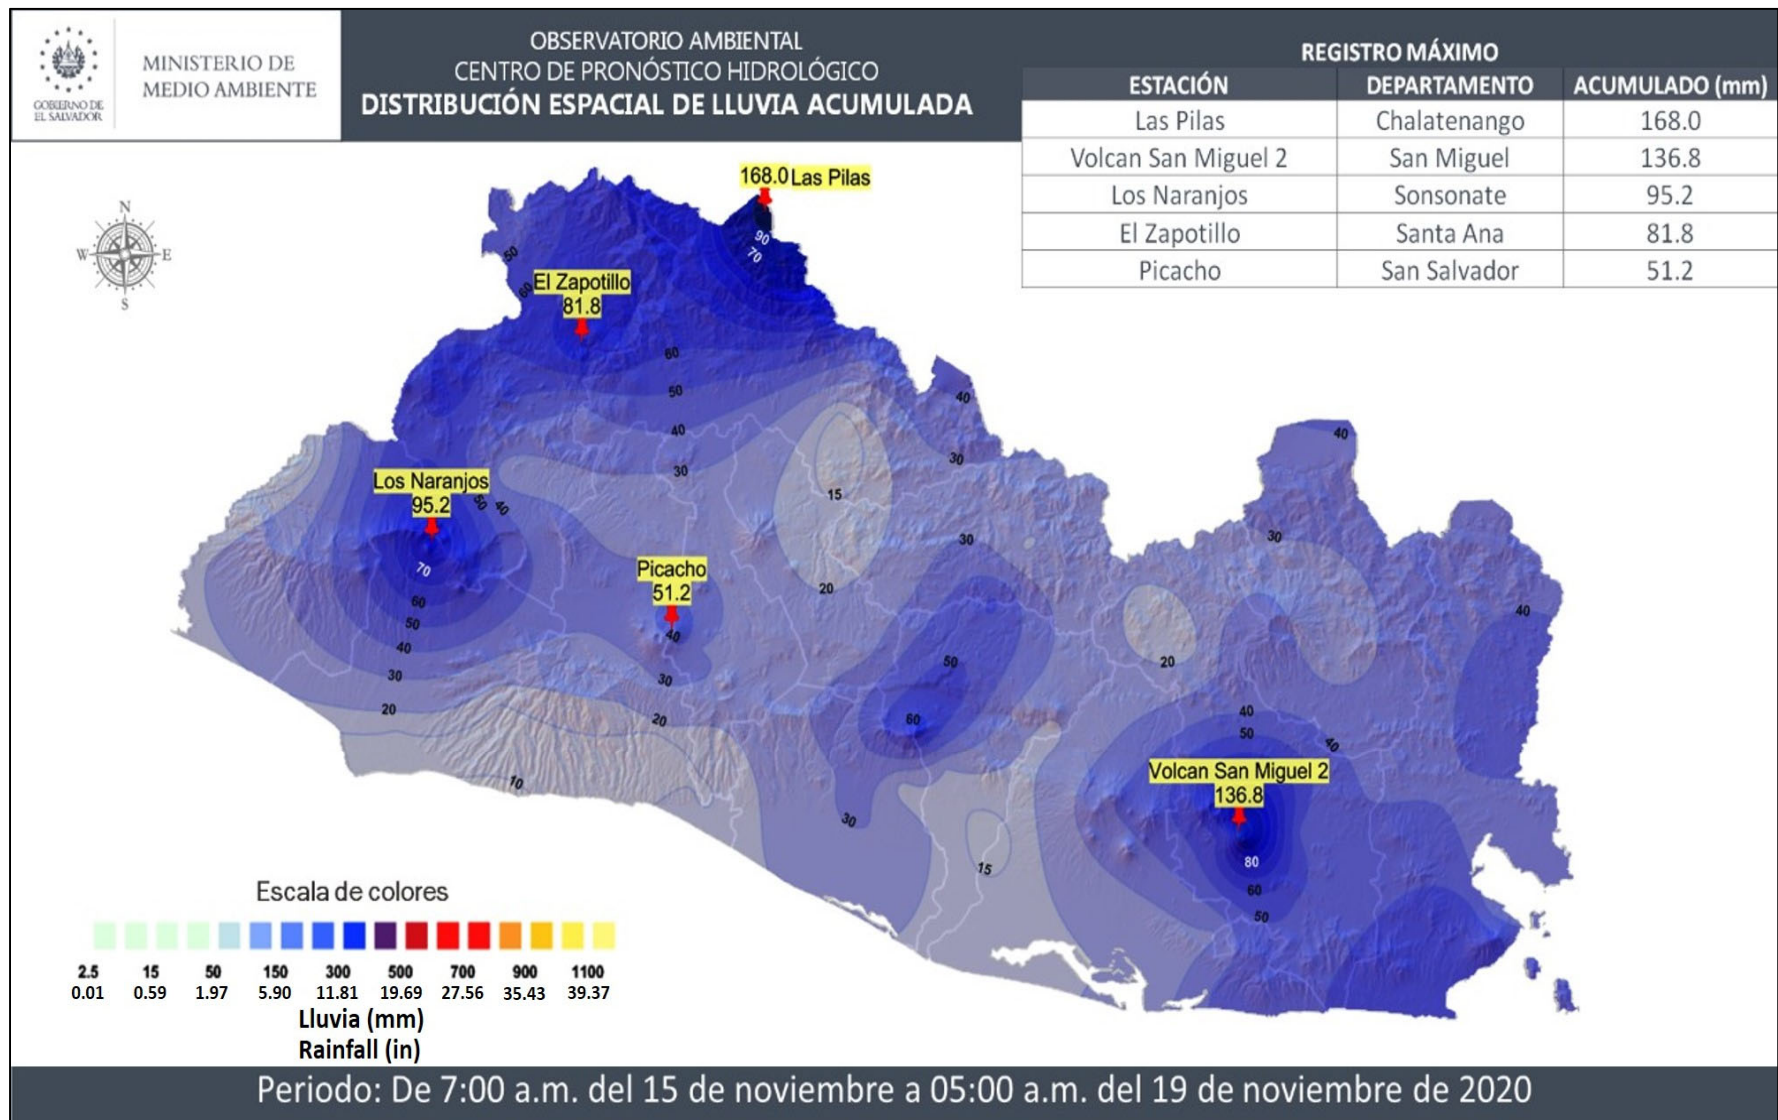 GOBIERNO DE
EL SALVADOR
MINISTERIO DE
MEDIO AMBIENTE
OBSERVATORIO AMBIENTAL
CENTRO DE PRONÓSTICO HIDROLÓGICO
DISTRIBUCIÓN ESPACIAL DE LLUVIA ACUMULADA
REGISTRO MÁXIMO
ESTACIÓN DEPARTAMENTO ACUMULADO (mm)
Las Pilas Chalatenango 168.0
Volcan San Miguel 2 San Miguel 136.8
Los Naranjos Sonsonate 95.2
El Zapotillo Santa Ana 81.8
Picacho San Salvador 51.2
N
W E
S
168.0 Las Pilas
90
70
50
60
El Zapotillo
81.8
60
50
40
30
40
30
40
Los Naranjos
95.2
50 40
70
60
50
40
30
20
15
20
30
30
40
Picacho
51.2
40
30
20
10
50
60
30
15
20
40
50
40
Volcan San Miguel 2
136.8
80
60
50
Escala de colores
2.5 15 50 150 300 500 700 900 1100
0.01 0.59 1.97 5.90 11.81 19.69 27.56 35.43 39.37
Lluvia (mm)
Rainfall (in)
Periodo: De 7:00 a.m. del 15 de noviembre a 05:00 a.m. del 19 de noviembre de 2020